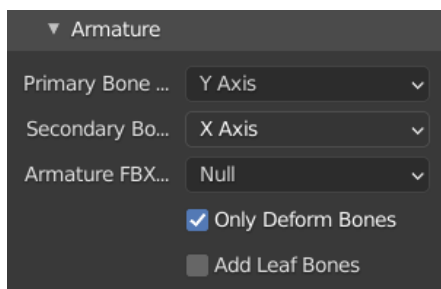 Armature
Primary Bone ... Y Axis
Secondary Bo... X Axis
Armature FBX... Null
Only Deform Bones
Add Leaf Bones